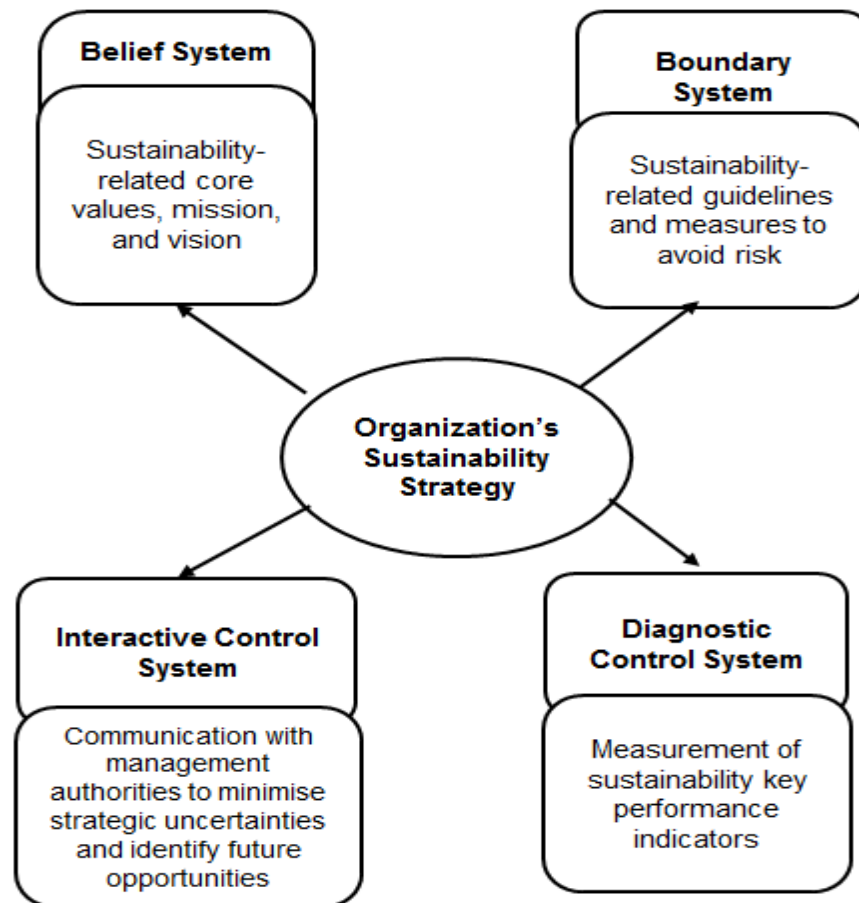 Belief System
Sustainability-
related core
values, mission,
and vision
Boundary
System
Sustainability-
related guidelines
and measures to
avoid risk
Organization's
Sustainability
Strategy
Interactive Control
System
Communication with
management
authorities to minimise
strategic uncertainties
and identify future
opportunities
Diagnostic
Control System
Measurement of
sustainability key
performance
indicators